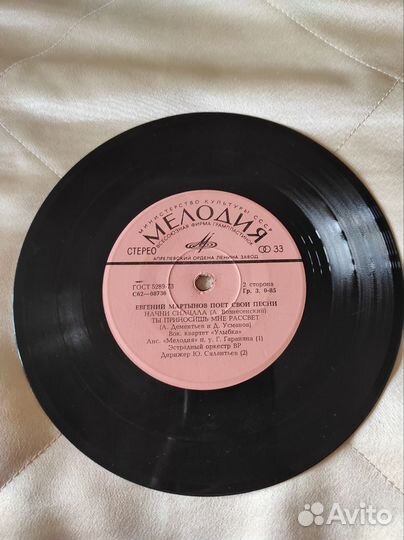 МИНИСТЕРСТВО КУЛЬТУРЫ СССР
МЕЛОДИЯ
ВСЕСОЮЗНАЯ ФИРМА ГРАМПЛАСТИНОК
СТЕРЕО 33
АПРЕЛЕВСКИЙ ОРДЕНА ЛЕНИНА ЗАВОД
ГОСТ 5289-73 2 сторона
С62—08736 Гр. 3. 0-85
ЕВГЕНИЙ МАРТЫНОВ ПОЕТ СВОИ ПЕСНИ
НАЧНИ СНАЧАЛА (А. Вознесенский)
ТЫ ПРИНОСИШЬ МНЕ РАССВЕТ
(А. Дементьев и Д. Усманов)
Вок. квартет «Улыбка»
Анс. «Мелодия» п. у. Г. Гараняна (1)
Эстрадный оркестр ВР
Дирижер Ю. Силантьев (2)
Avito